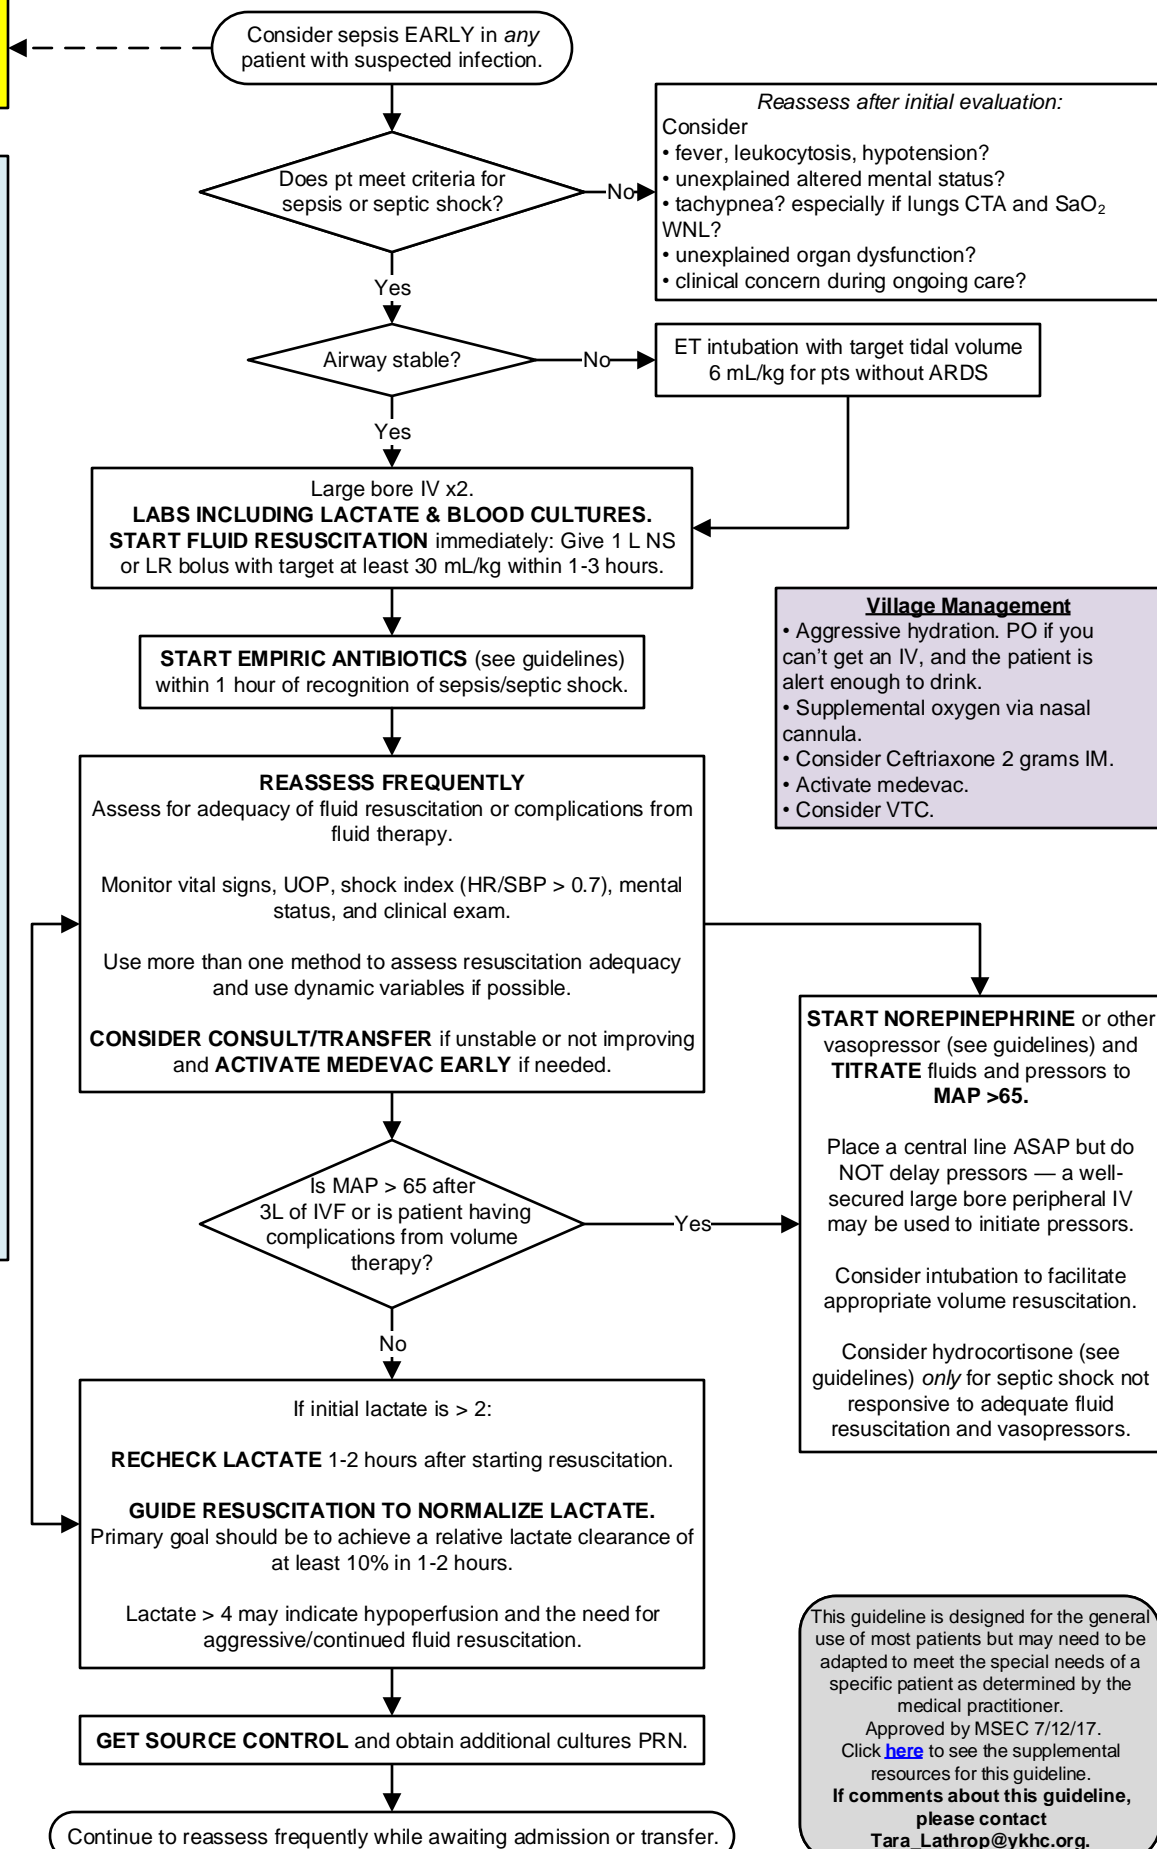 Consider sepsis EARLY in any
patient with suspected infection.
Reassess after initial evaluation:
Consider
• fever, leukocytosis, hypotension?
• unexplained altered mental status?
• tachypnea? especially if lungs CTA and SaO2
WNL?
• unexplained organ dysfunction?
• clinical concern during ongoing care?
Does pt meet criteria for
sepsis or septic shock?
No
Yes
Airway stable?
No
ET intubation with target tidal volume
6 mL/kg for pts without ARDS
Yes
Large bore IV x2.
LABS INCLUDING LACTATE & BLOOD CULTURES.
START FLUID RESUSCITATION immediately: Give 1 L NS
or LR bolus with target at least 30 mL/kg within 1-3 hours.
START EMPIRIC ANTIBIOTICS (see guidelines)
within 1 hour of recognition of sepsis/septic shock.
Village Management
• Aggressive hydration. PO if you
can’t get an IV, and the patient is
alert enough to drink.
• Supplemental oxygen via nasal
cannula.
• Consider Ceftriaxone 2 grams IM.
• Activate medevac.
• Consider VTC.
REASSESS FREQUENTLY
Assess for adequacy of fluid resuscitation or complications from
fluid therapy.
Monitor vital signs, UOP, shock index (HR/SBP > 0.7), mental
status, and clinical exam.
Use more than one method to assess resuscitation adequacy
and use dynamic variables if possible.
CONSIDER CONSULT/TRANSFER if unstable or not improving
and ACTIVATE MEDEVAC EARLY if needed.
START NOREPINEPHRINE or other
vasopressor (see guidelines) and
TITRATE fluids and pressors to
MAP >65.
Place a central line ASAP but do
NOT delay pressors — a well-
secured large bore peripheral IV
may be used to initiate pressors.
Consider intubation to facilitate
appropriate volume resuscitation.
Consider hydrocortisone (see
guidelines) only for septic shock not
responsive to adequate fluid
resuscitation and vasopressors.
Is MAP > 65 after
3L of IVF or is patient having
complications from volume
therapy?
Yes
No
If initial lactate is > 2:
RECHECK LACTATE 1-2 hours after starting resuscitation.
GUIDE RESUSCITATION TO NORMALIZE LACTATE.
Primary goal should be to achieve a relative lactate clearance of
at least 10% in 1-2 hours.
Lactate > 4 may indicate hypoperfusion and the need for
aggressive/continued fluid resuscitation.
GET SOURCE CONTROL and obtain additional cultures PRN.
Continue to reassess frequently while awaiting admission or transfer.
This guideline is designed for the general
use of most patients but may need to be
adapted to meet the special needs of a
specific patient as determined by the
medical practitioner.
Approved by MSEC 7/12/17.
Click here to see the supplemental
resources for this guideline.
If comments about this guideline,
please contact
Tara_Lathrop@ykhc.org.